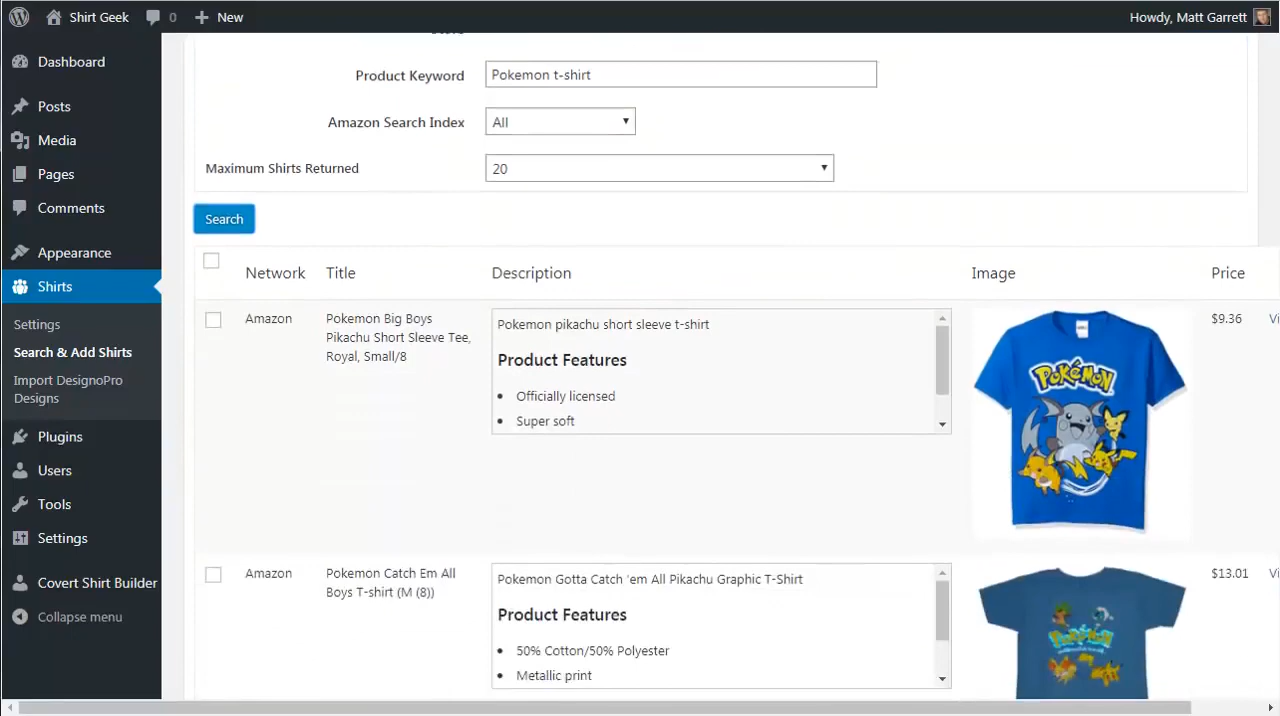 Shirt Geek
0
New
Howdy, Matt Garrett
Dashboard
Posts
Media
Pages
Comments
Appearance
Shirts
Settings
Search & Add Shirts
Import DesignoPro
Designs
Plugins
Users
Tools
Settings
Covert Shirt Builder
Collapse menu
Product Keyword
Pokemon t-shirt
Amazon Search Index
All
Maximum Shirts Returned
20
Search
Network
Title
Description
Image
Price
Amazon
Pokemon Big Boys
Pikachu Short Sleeve Tee,
Royal, Small/8
Pokemon pikachu short sleeve t-shirt
Product Features
Officially licensed
Super soft
POKéMON
$9.36
Vi
Amazon
Pokemon Catch Em All
Boys T-shirt (M (8))
Pokemon Gotta Catch 'em All Pikachu Graphic T-Shirt
Product Features
50% Cotton/50% Polyester
Metallic print
POKéMON
$13.01
Vi